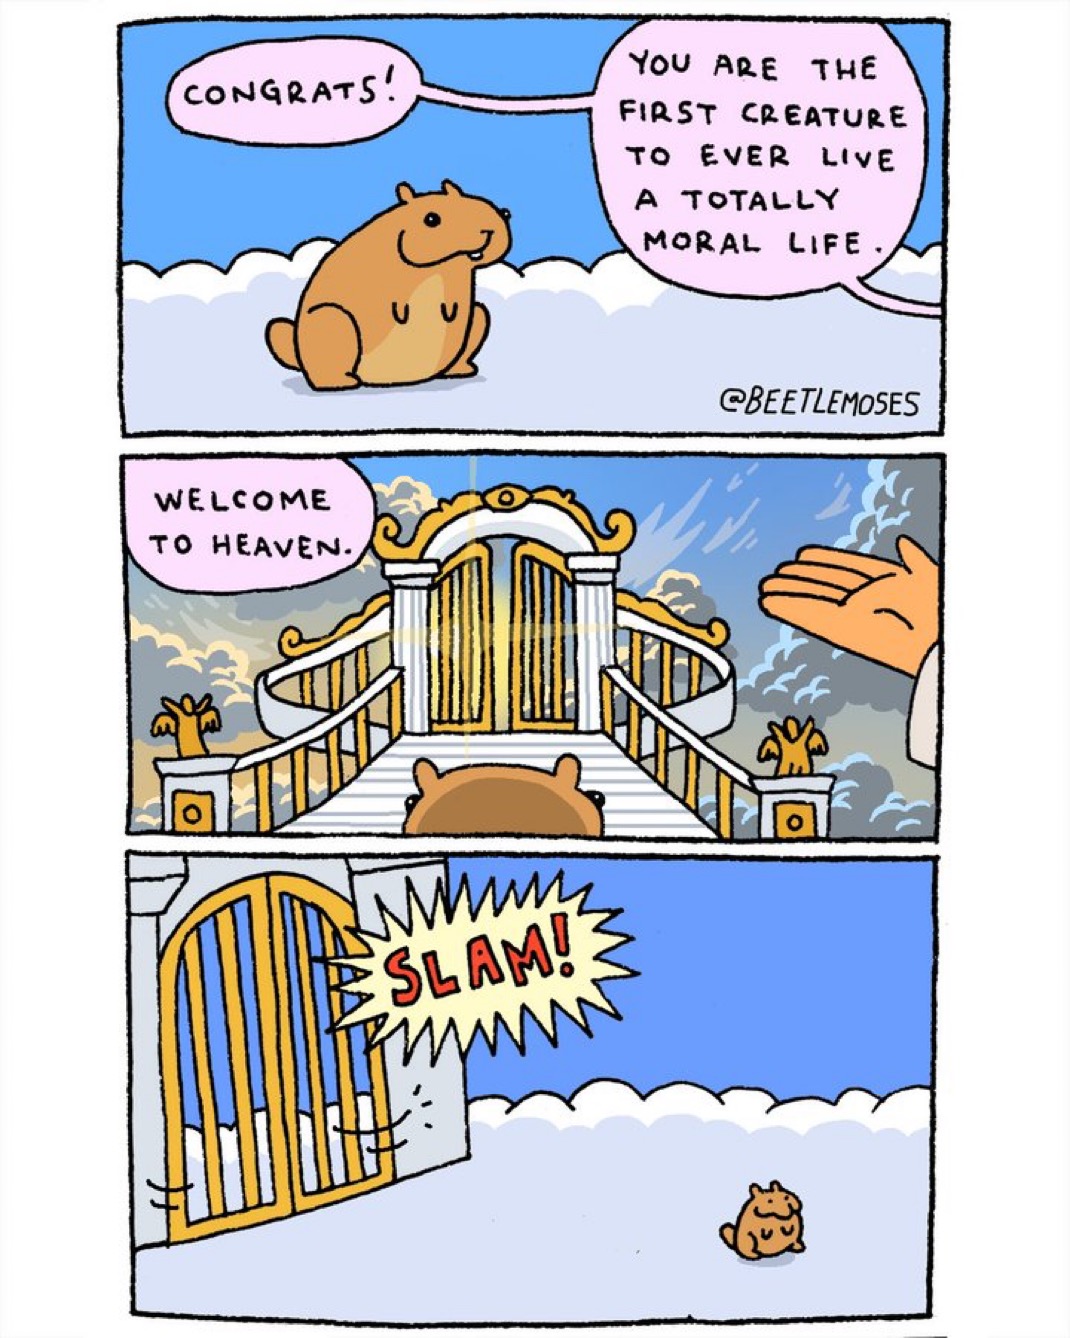 CONGRATS!
YOU ARE THE
FIRST CREATURE
TO EVER LIVE
A TOTALLY
MORAL LIFE.
@BEETLEMOSES
WELCOME
TO HEAVEN.
SLAM!